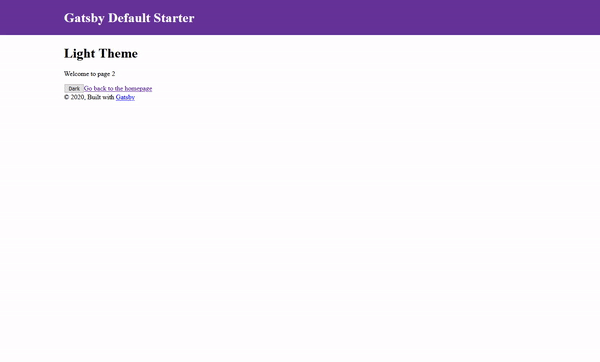 Gatsby Default Starter
Light Theme
Welcome to page 2
Dark Go back to the homepage
© 2020, Built with Gatsby